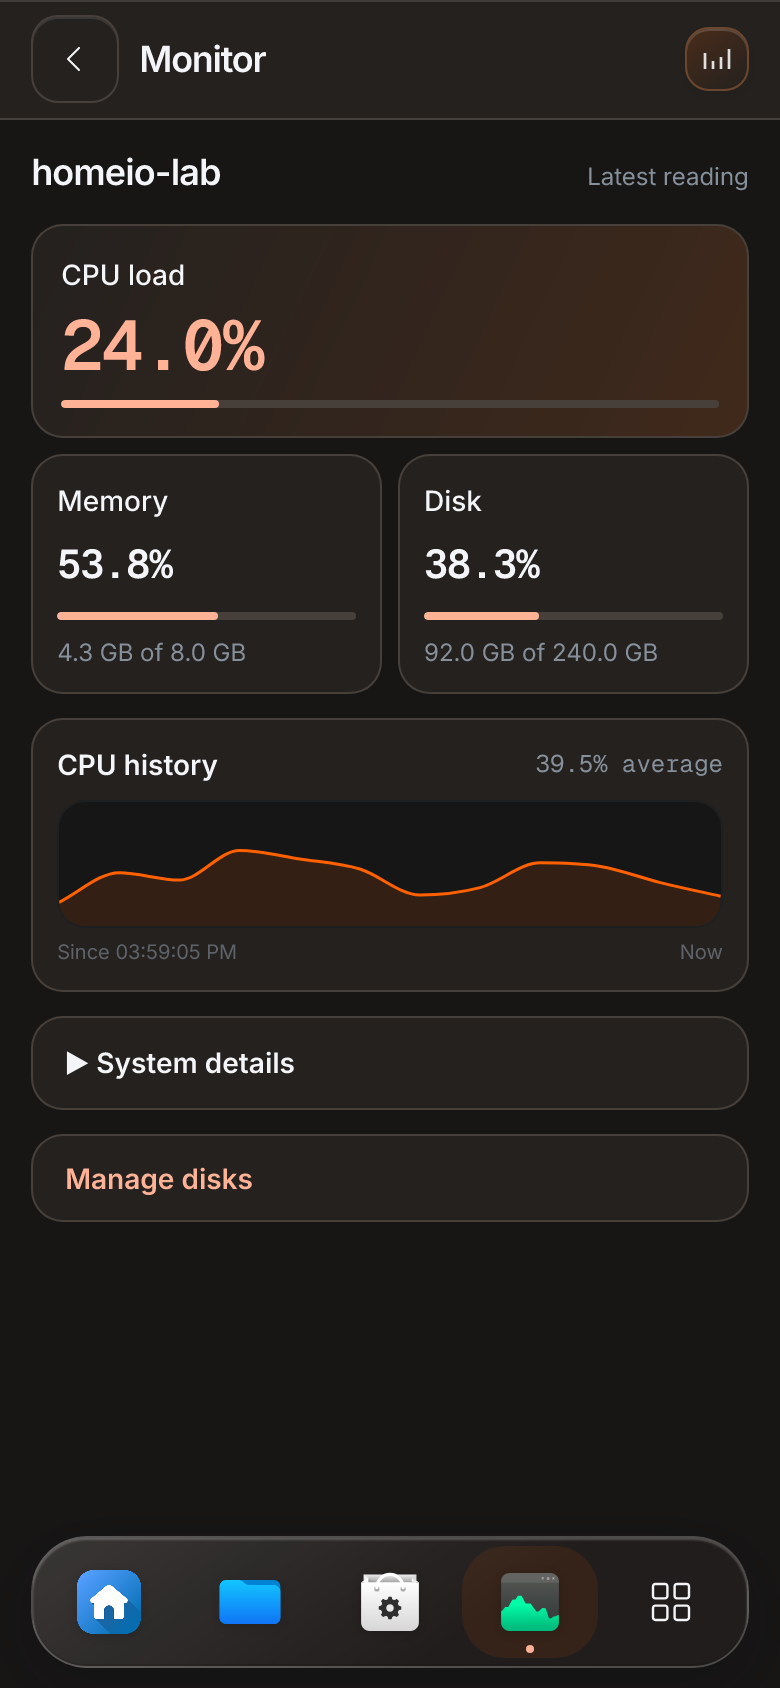 Monitor
homeio-lab
Latest reading
CPU load
24.0%
Memory
53.8%
4.3 GB of 8.0 GB
Disk
38.3%
92.0 GB of 240.0 GB
CPU history
39.5% average
Since 03:59:05 PM
Now
▶ System details
Manage disks